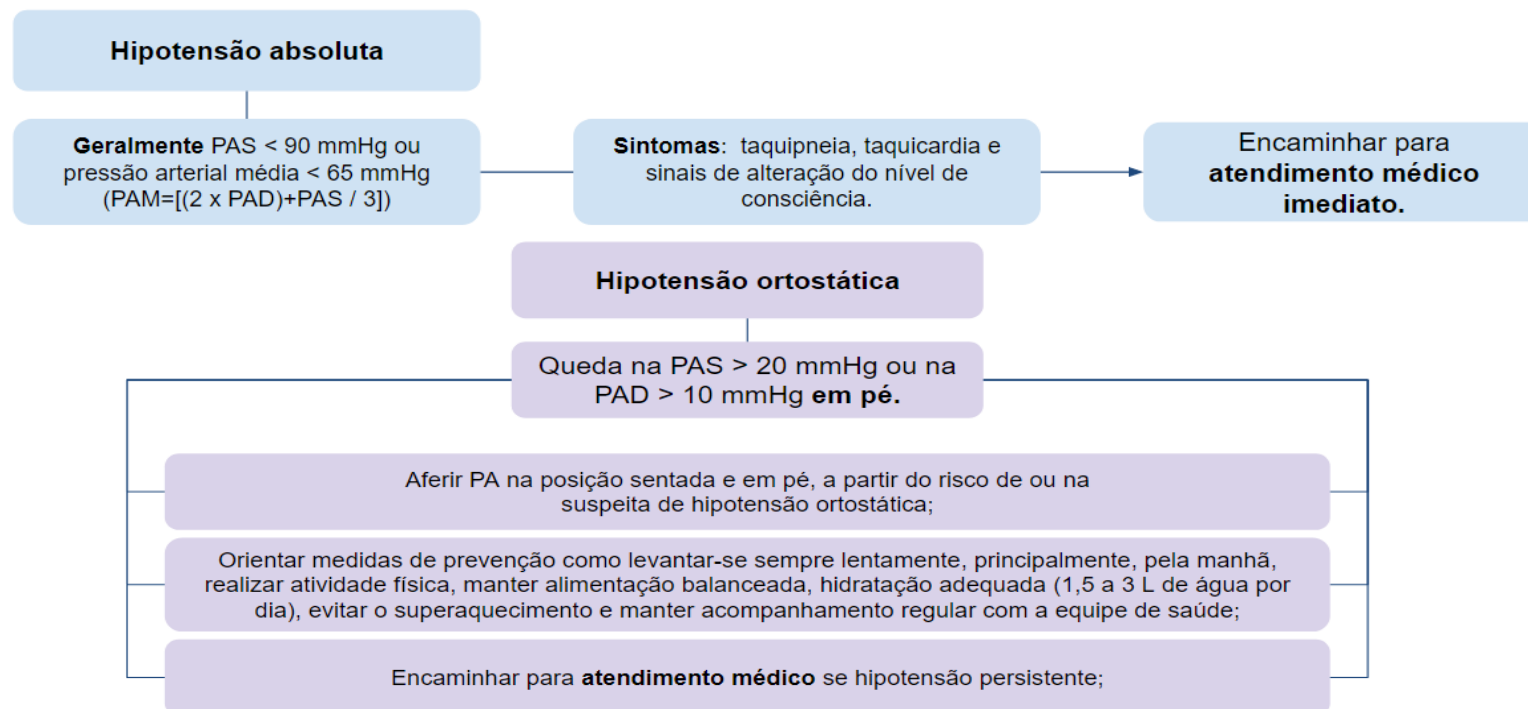 Hipotensão absoluta
Geralmente PAS < 90 mmHg ou
pressão arterial média < 65 mmHg
(PAM=[(2 x PAD)+PAS / 3])
Sintomas: taquipneia, taquicardia e
sinais de alteração do nível de
consciência.
Encaminhar para
atendimento médico
imediato.
Hipotensão ortostática
Queda na PAS > 20 mmHg ou na
PAD > 10 mmHg em pé.
Aferir PA na posição sentada e em pé, a partir do risco de ou na
suspeita de hipotensão ortostática;
Orientar medidas de prevenção como levantar-se sempre lentamente, principalmente, pela manhã,
realizar atividade física, manter alimentação balanceada, hidratação adequada (1,5 a 3 L de água por
dia), evitar o superaquecimento e manter acompanhamento regular com a equipe de saúde;
Encaminhar para atendimento médico se hipotensão persistente;